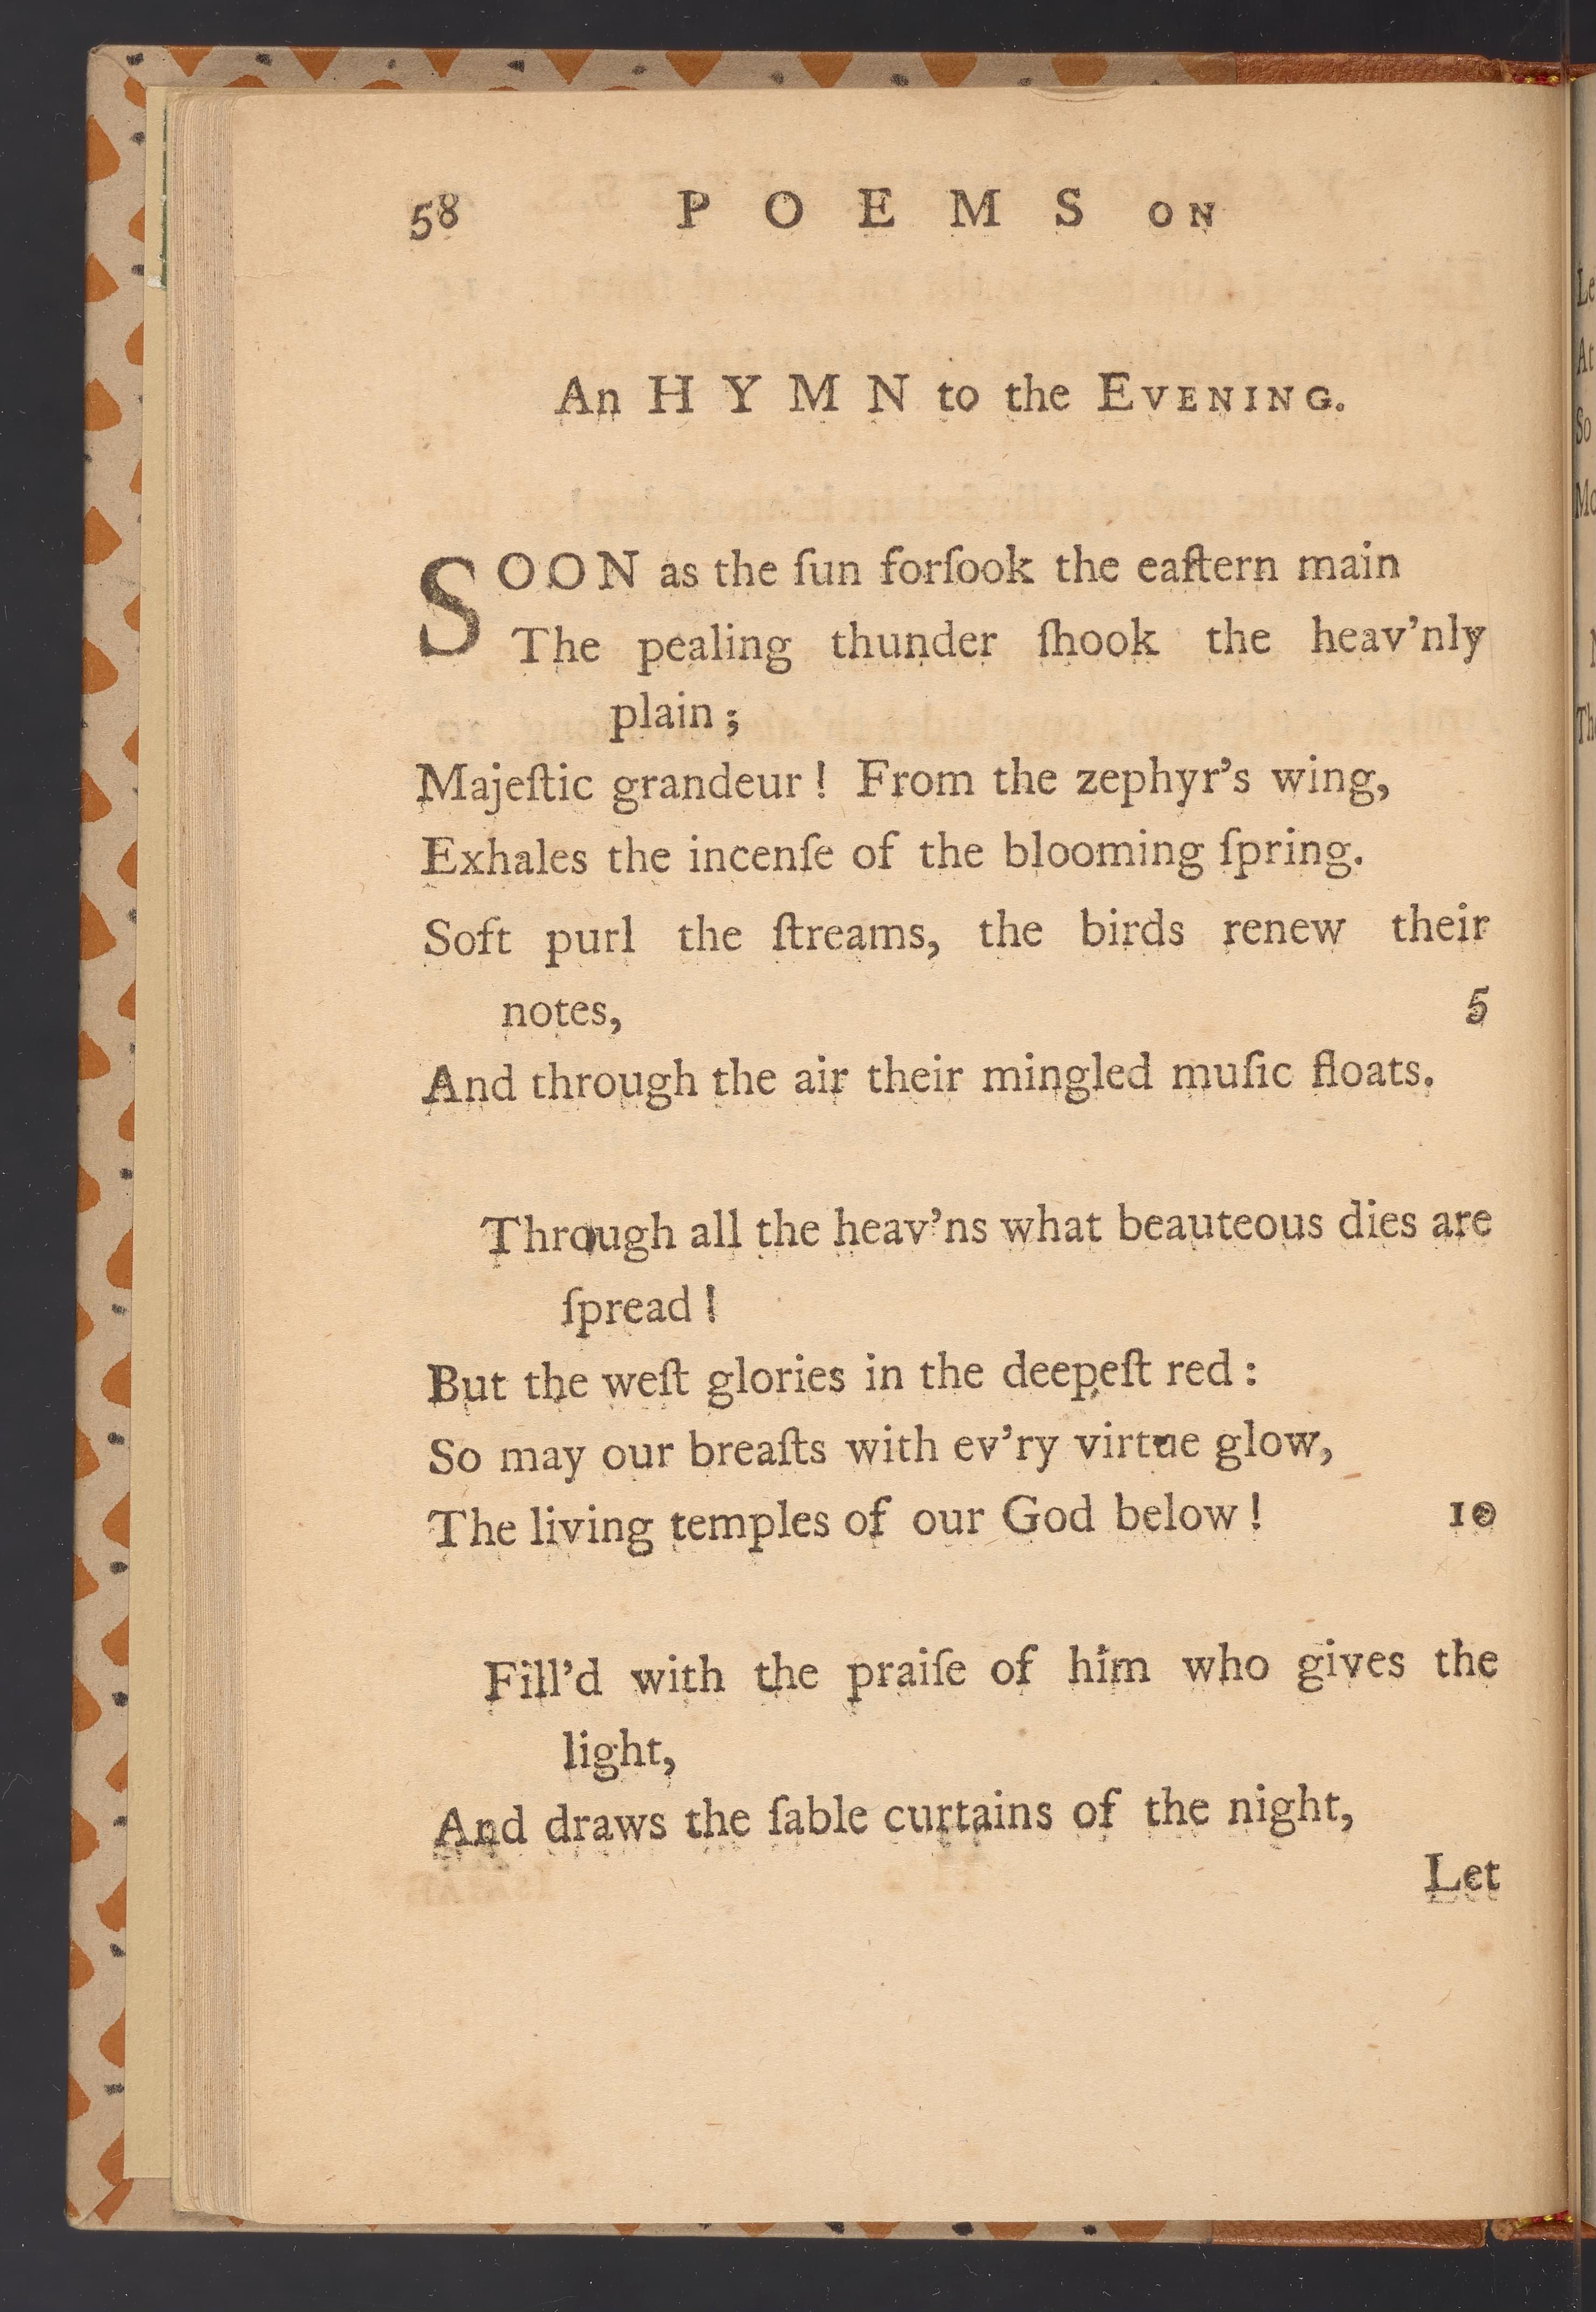 58 POEMS ON
An HYMN to the EVENING.
SOON as the ſun forſook the eaſtern main
The pealing thunder ſhook the heav’nly
plain ;
Majeſtic grandeur ! From the zephyr’s wing,
Exhales the incenſe of the blooming ſpring.
Soft purl the ſtreams, the birds renew their
notes, 5
And through the air their mingled muſic floats.
Through all the heav’ns what beauteous dies are
ſpread !
But the weſt glories in the deepeſt red :
So may our breaſts with ev’ry virtue glow,
The living temples of our God below ! 10
Fill’d with the praiſe of him who gives the
light,
And draws the ſable curtains of the night,
Let